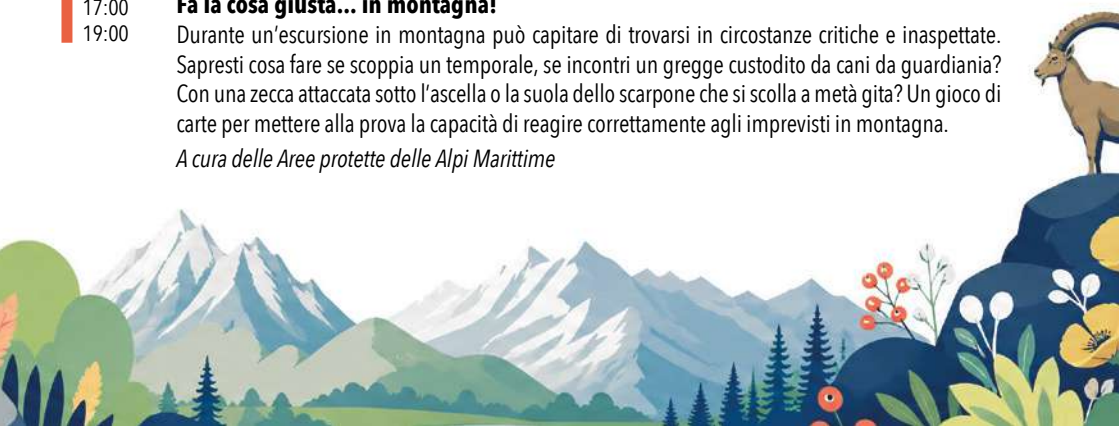 17:00
Fa la cosa giusta... in montagna!
19:00
Durante un’escursione in montagna può capitare di trovarsi in circostanze critiche e inaspettate.
Sapresti cosa fare se scoppia un temporale, se incontri un gregge custodito da cani da guardiania?
Con una zecca attaccata sotto l’ascella o la suola dello scarpone che si scolla a metà gita? Un gioco di
carte per mettere alla prova la capacità di reagire correttamente agli imprevisti in montagna.
A cura delle Aree protette delle Alpi Marittime